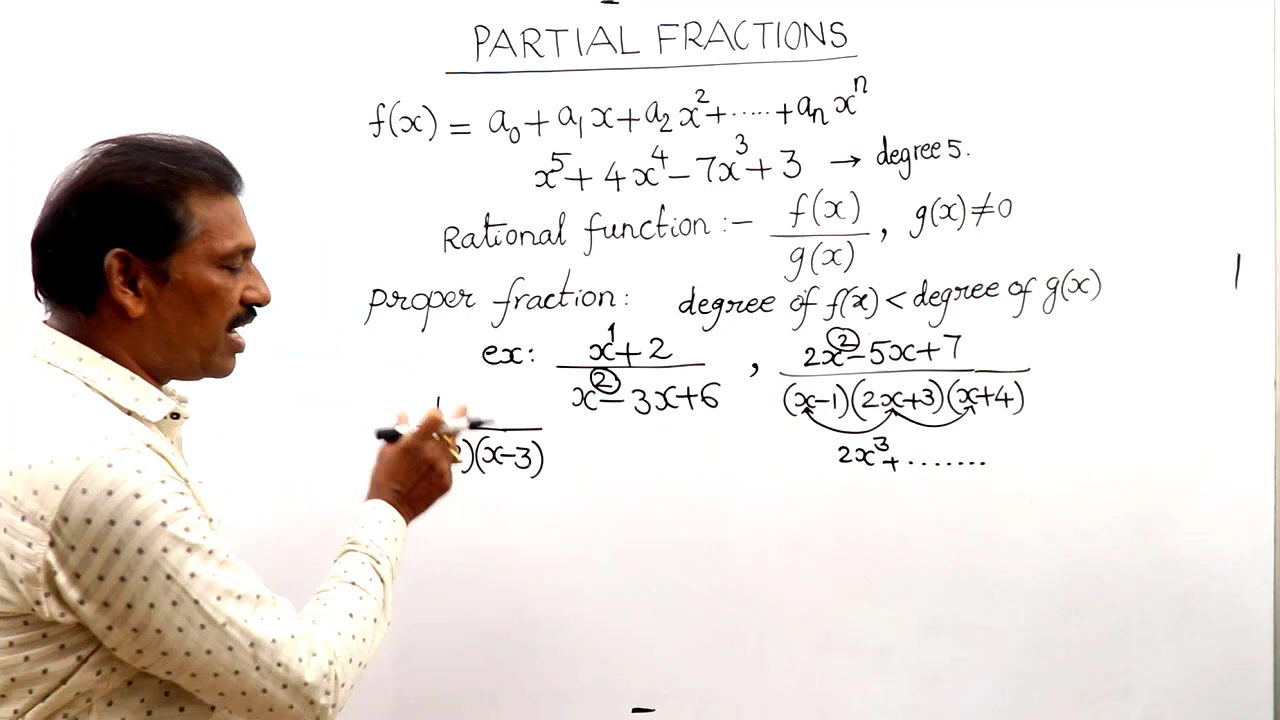 PARTIAL FRACTIONS
f(x) = a₀ + a₁x + a₂x² + ..... + aₙxⁿ
x⁵ + 4x⁴ − 7x³ + 3 → degree 5.
Rational function :− f(x)/g(x), g(x) ≠ 0
Proper fraction: degree of f(x) < degree of g(x)
ex: x¹ + 2 / x² − 3x + 6 , 2x² − 5x + 7 / (x−1)(2x+3)(x+4)
)(x−3)
2x³ + ........